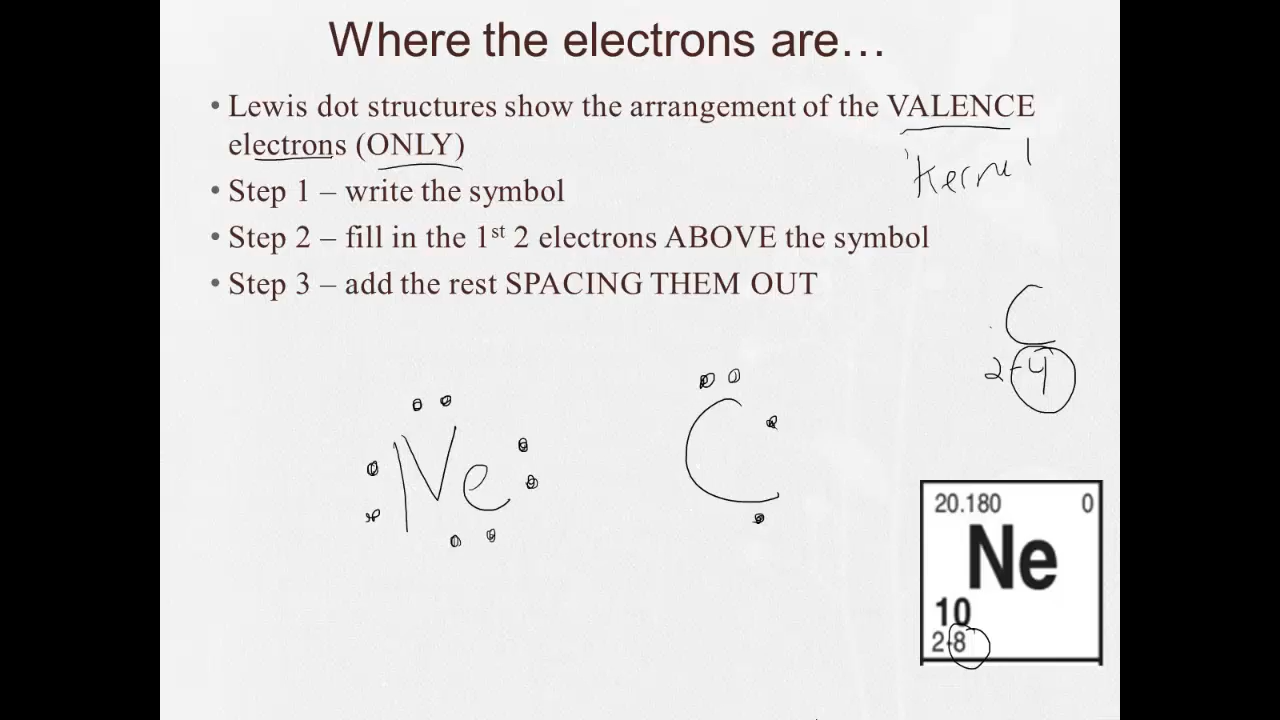 Where the electrons are…
• Lewis dot structures show the arrangement of the VALENCE
electrons (ONLY)
'Kernel'
• Step 1 – write the symbol
• Step 2 – fill in the 1st 2 electrons ABOVE the symbol
• Step 3 – add the rest SPACING THEM OUT
C
2-4
Ne
C
20.180 0
Ne
10
2-8